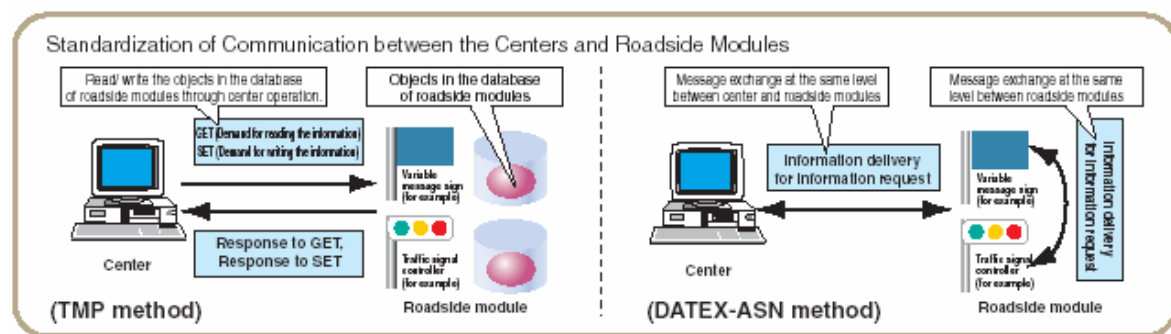 Standardization of Communication between the Centers and Roadside Modules
Read/ write the objects in the database
of roadside modules through center operation.
Objects in the database
of roadside modules
GET (Demand for reading the information)
SET (Demand for writing the information)
Variable
message sign
(for example)
Response to GET,
Response to SET
Center
Traffic signal
controller
(for example)
(TMP method)
Roadside module
Message exchange at the same level
between center and roadside modules
Message exchange at the same
level between roadside modules
Information delivery
for Information request
Variable
message sign
(for example)
Information delivery
for Information request
Center
Traffic signal
controller
(for example)
(DATEX-ASN method)
Roadside module